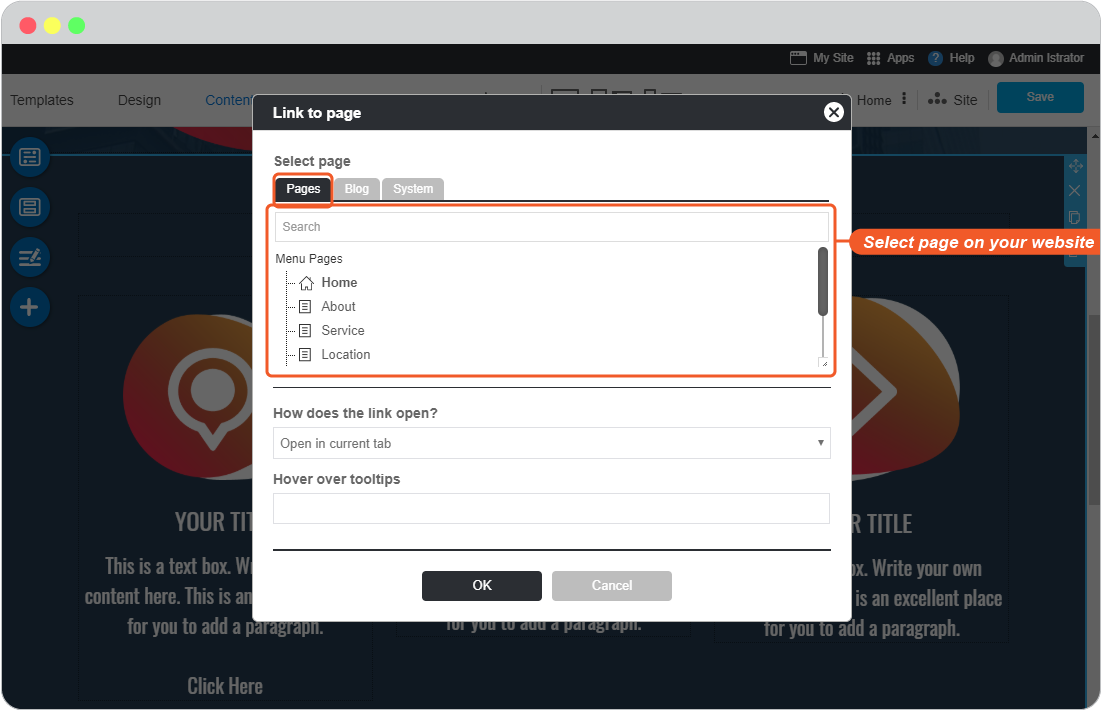 My Site
Apps
? Help
Admin Istrator
Templates
Design
Home
Site
Save
Link to page
Select page
Pages
Blog
System
Search
Select page on your website
Menu Pages
Home
About
Service
Location
How does the link open?
Open in current tab
Hover over tooltips
OK
Cancel
YOUR
TITLE
This is a text box.
content here. This is an
for you to add a paragraph.
Click Here
for you to add a paragraph.
Write your own
is an excellent place
for you to add a paragraph.